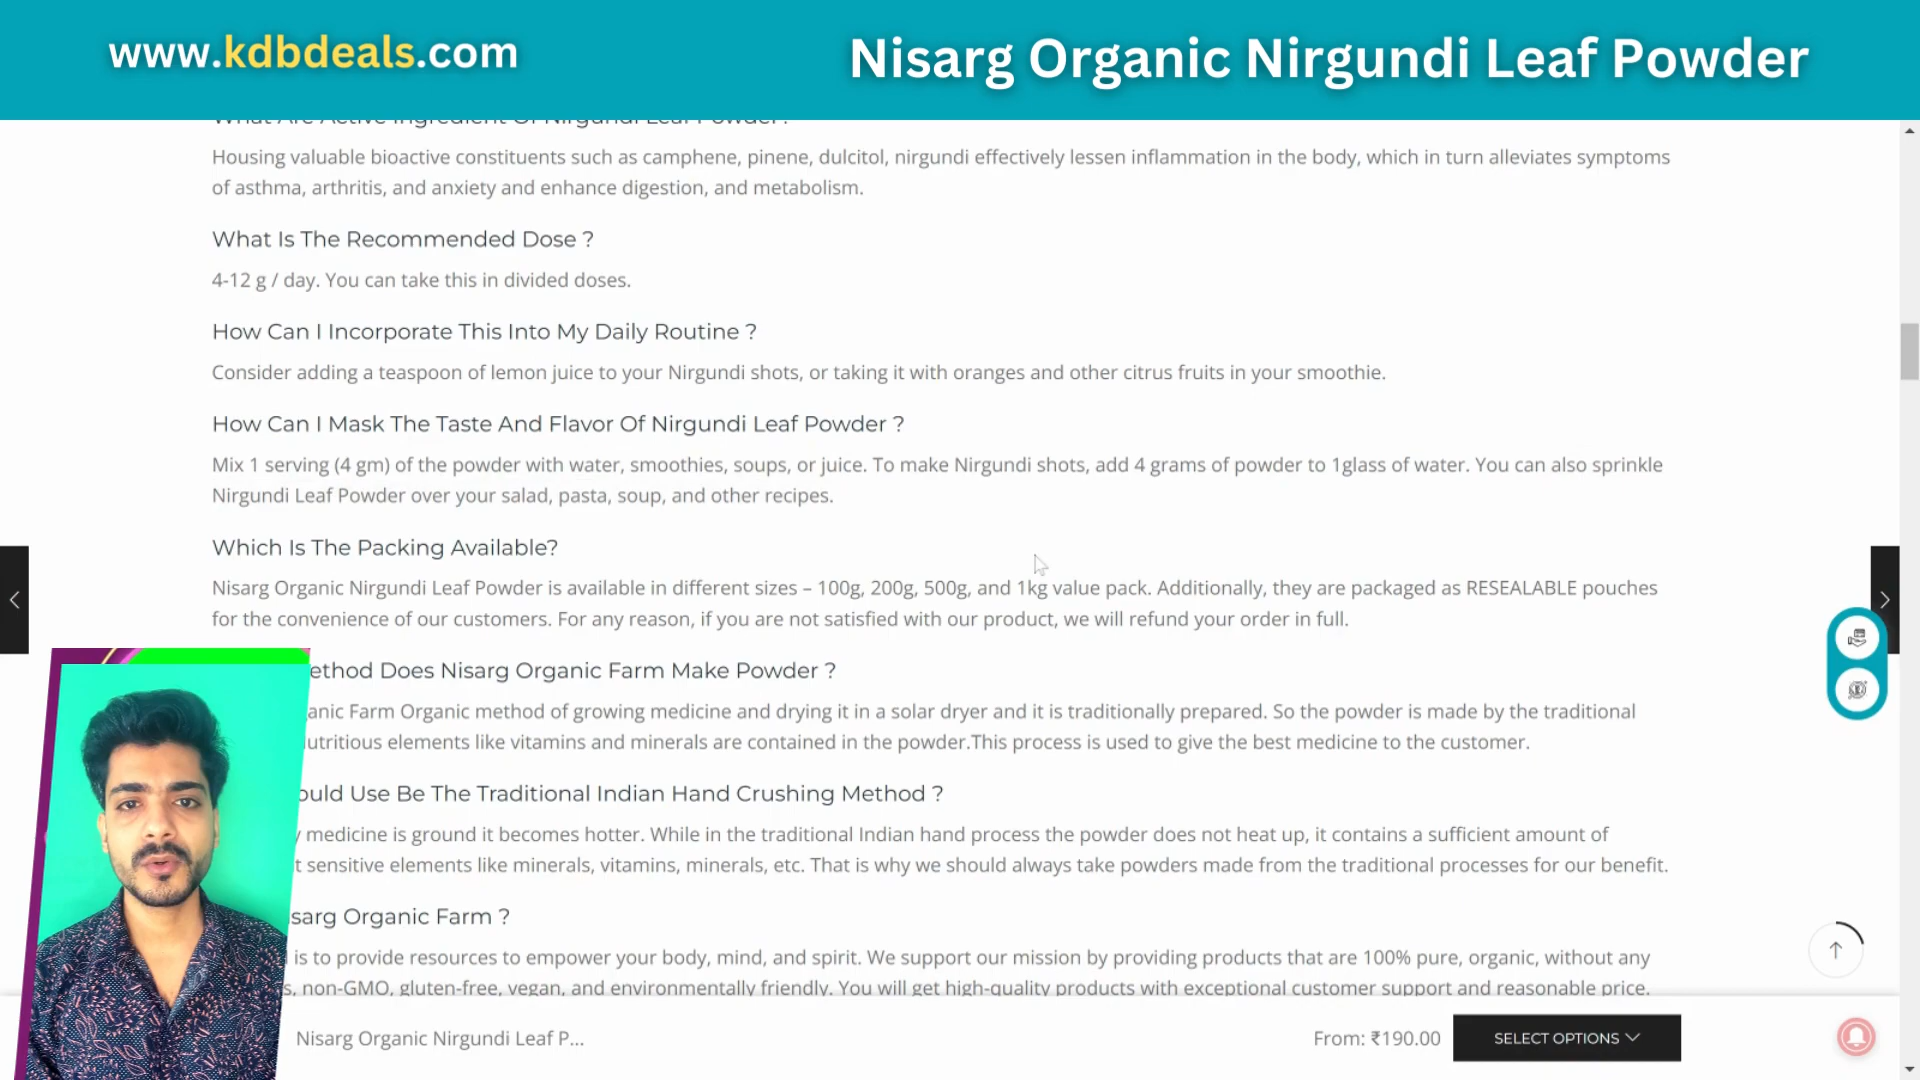 www.kdbdeals.com
Nisarg Organic Nirgundi Leaf Powder
What Are Active Ingredient Of Nirgundi Leaf Powder?
Housing valuable bioactive constituents such as camphene, pinene, dulcitol, nirgundi effectively lessen inflammation in the body, which in turn alleviates symptoms
of asthma, arthritis, and anxiety and enhance digestion, and metabolism.
What Is The Recommended Dose ?
4-12 g / day. You can take this in divided doses.
How Can I Incorporate This Into My Daily Routine ?
Consider adding a teaspoon of lemon juice to your Nirgundi shots, or taking it with oranges and other citrus fruits in your smoothie.
How Can I Mask The Taste And Flavor Of Nirgundi Leaf Powder ?
Mix 1 serving (4 gm) of the powder with water, smoothies, soups, or juice. To make Nirgundi shots, add 4 grams of powder to 1glass of water. You can also sprinkle
Nirgundi Leaf Powder over your salad, pasta, soup, and other recipes.
Which Is The Packing Available?
Nisarg Organic Nirgundi Leaf Powder is available in different sizes – 100g, 200g, 500g, and 1kg value pack. Additionally, they are packaged as RESEALABLE pouches
for the convenience of our customers. For any reason, if you are not satisfied with our product, we will refund your order in full.
ethod Does Nisarg Organic Farm Make Powder ?
anic Farm Organic method of growing medicine and drying it in a solar dryer and it is traditionally prepared. So the powder is made by the traditional
utritious elements like vitamins and minerals are contained in the powder.This process is used to give the best medicine to the customer.
ould Use Be The Traditional Indian Hand Crushing Method ?
y medicine is ground it becomes hotter. While in the traditional Indian hand process the powder does not heat up, it contains a sufficient amount of
t sensitive elements like minerals, vitamins, minerals, etc. That is why we should always take powders made from the traditional processes for our benefit.
sarg Organic Farm ?
is to provide resources to empower your body, mind, and spirit. We support our mission by providing products that are 100% pure, organic, without any
s, non-GMO, gluten-free, vegan, and environmentally friendly. You will get high-quality products with exceptional customer support and reasonable price.
Nisarg Organic Nirgundi Leaf P...
From: ₹190.00
SELECT OPTIONS